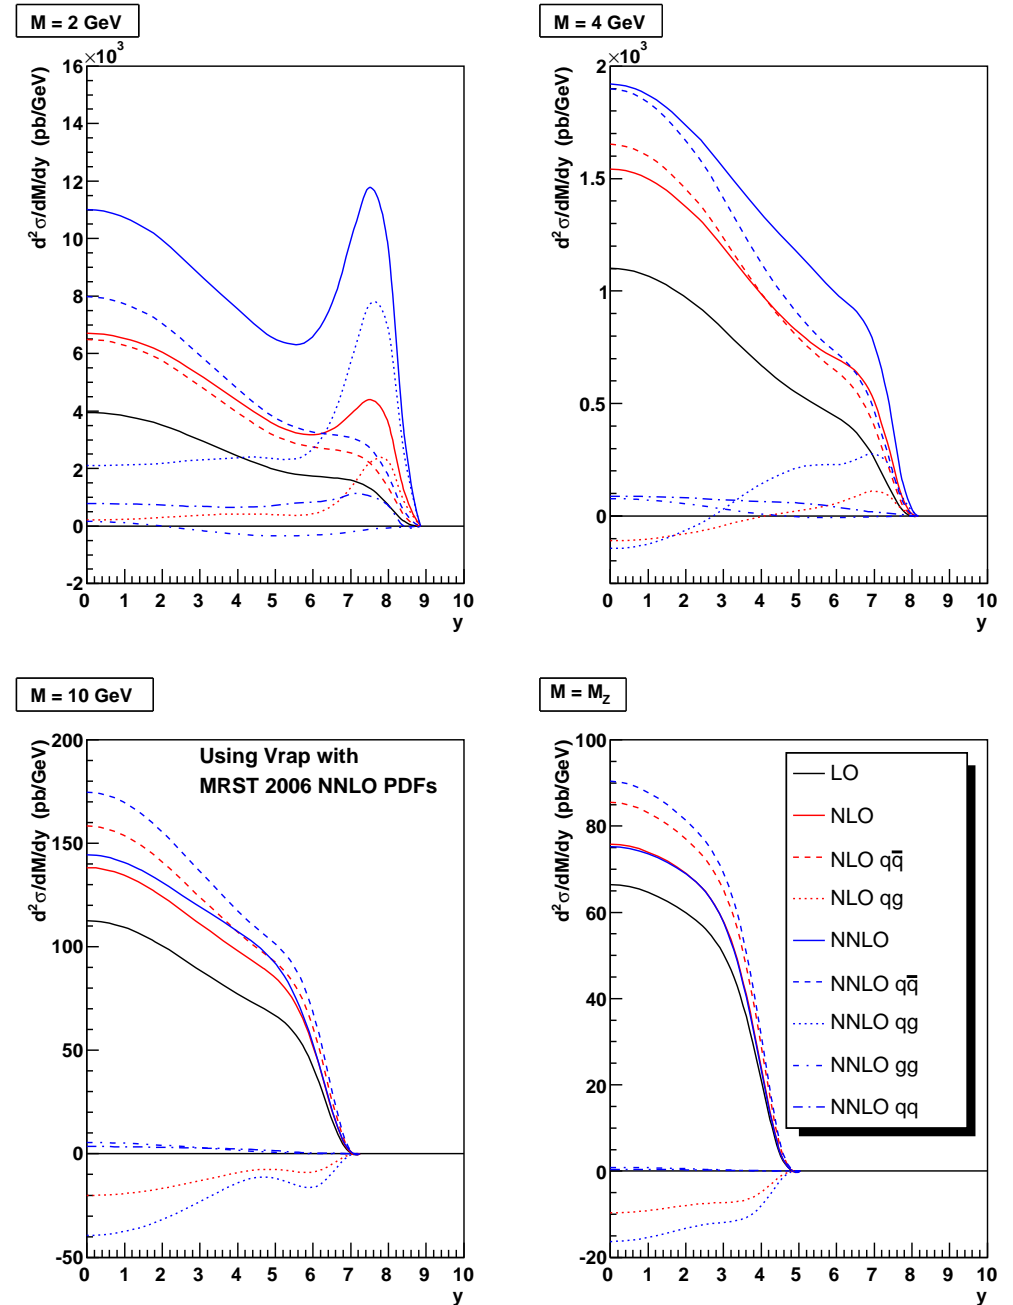 M = 2 GeV
×10³
d²σ/dM/dy (pb/GeV)
16
14
12
10
8
6
4
2
0
-2
0 1 2 3 4 5 6 7 8 9 10
y
M = 4 GeV
×10³
d²σ/dM/dy (pb/GeV)
2
1.5
1
0.5
0
0 1 2 3 4 5 6 7 8 9 10
y
M = 10 GeV
d²σ/dM/dy (pb/GeV)
Using Vrap with
MRST 2006 NNLO PDFs
200
150
100
50
0
-50
0 1 2 3 4 5 6 7 8 9 10
y
M = M_Z
d²σ/dM/dy (pb/GeV)
100
80
60
40
20
0
-20
0 1 2 3 4 5 6 7 8 9 10
y
LO
NLO
NLO qq̅
NLO qg
NNLO
NNLO qq̅
NNLO qg
NNLO gg
NNLO qq